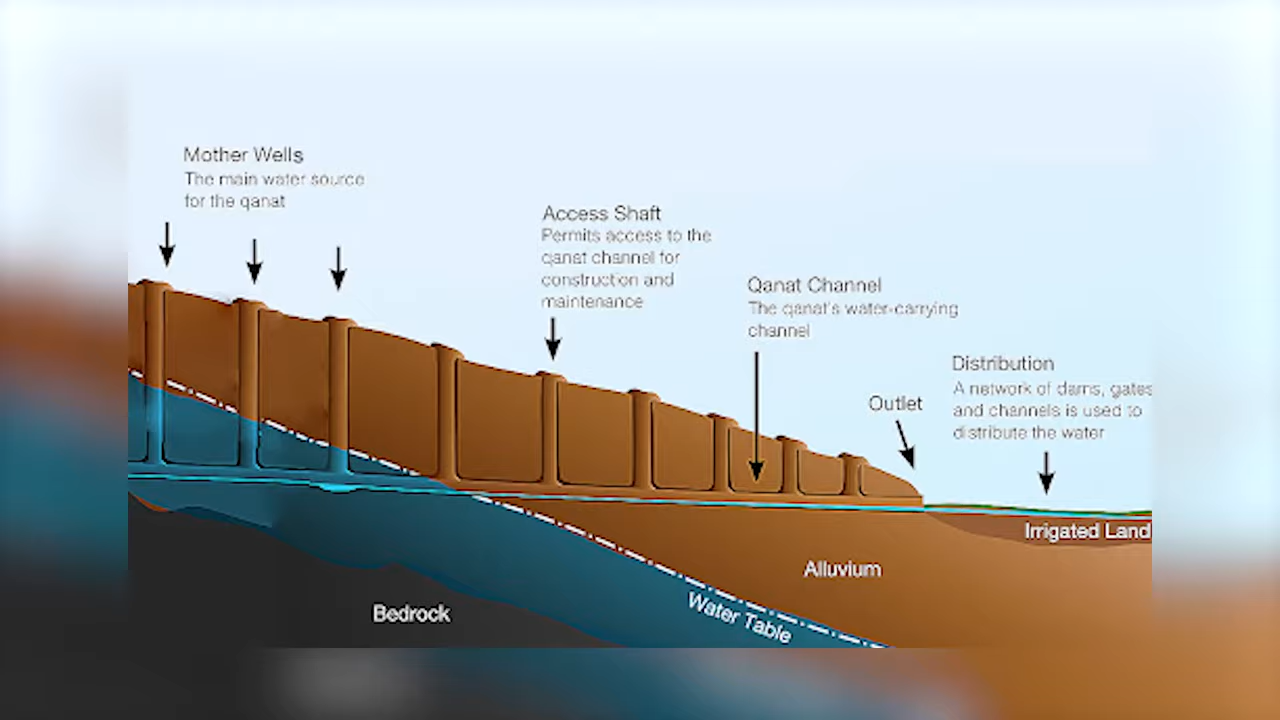 Mother Wells
The main water source
for the qanat
Access Shaft
Permits access to the
qanat channel for
construction and
maintenance
Qanat Channel
The qanat's water-carrying
channel
Outlet
Distribution
A network of dams, gates
and channels is used to
distribute the water
Irrigated Land
Alluvium
Water Table
Bedrock